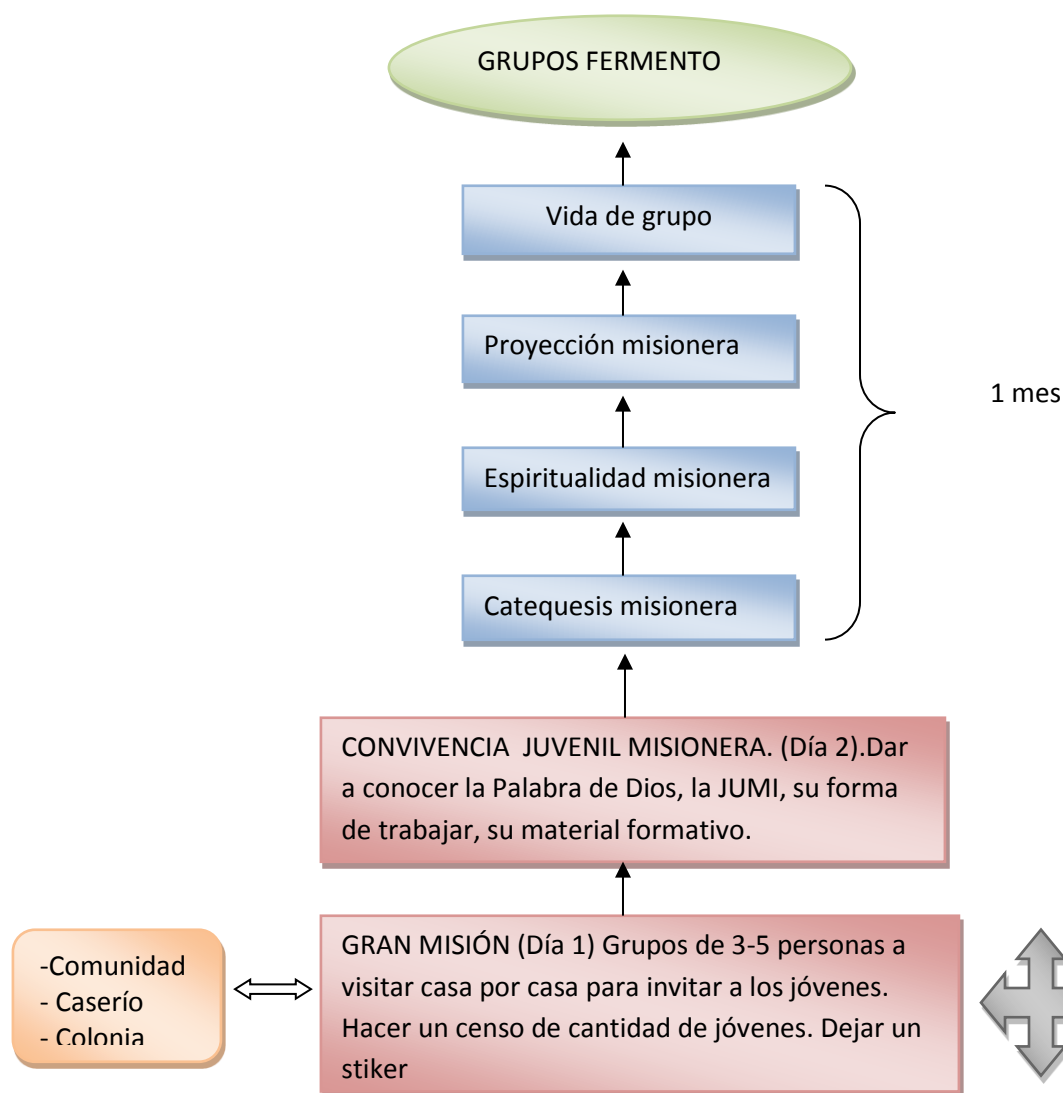 GRUPOS FERMENTO
Vida de grupo
Proyección misionera
1 mes
Espiritualidad misionera
Catequesis misionera
CONVIVENCIA  JUVENIL MISIONERA. (Día 2).Dar
a conocer la Palabra de Dios, la JUMI, su forma
de trabajar, su material formativo.
-Comunidad
- Caserío
- Colonia
GRAN MISIÓN (Día 1) Grupos de 3-5 personas a
visitar casa por casa para invitar a los jóvenes.
Hacer un censo de cantidad de jóvenes. Dejar un
stiker